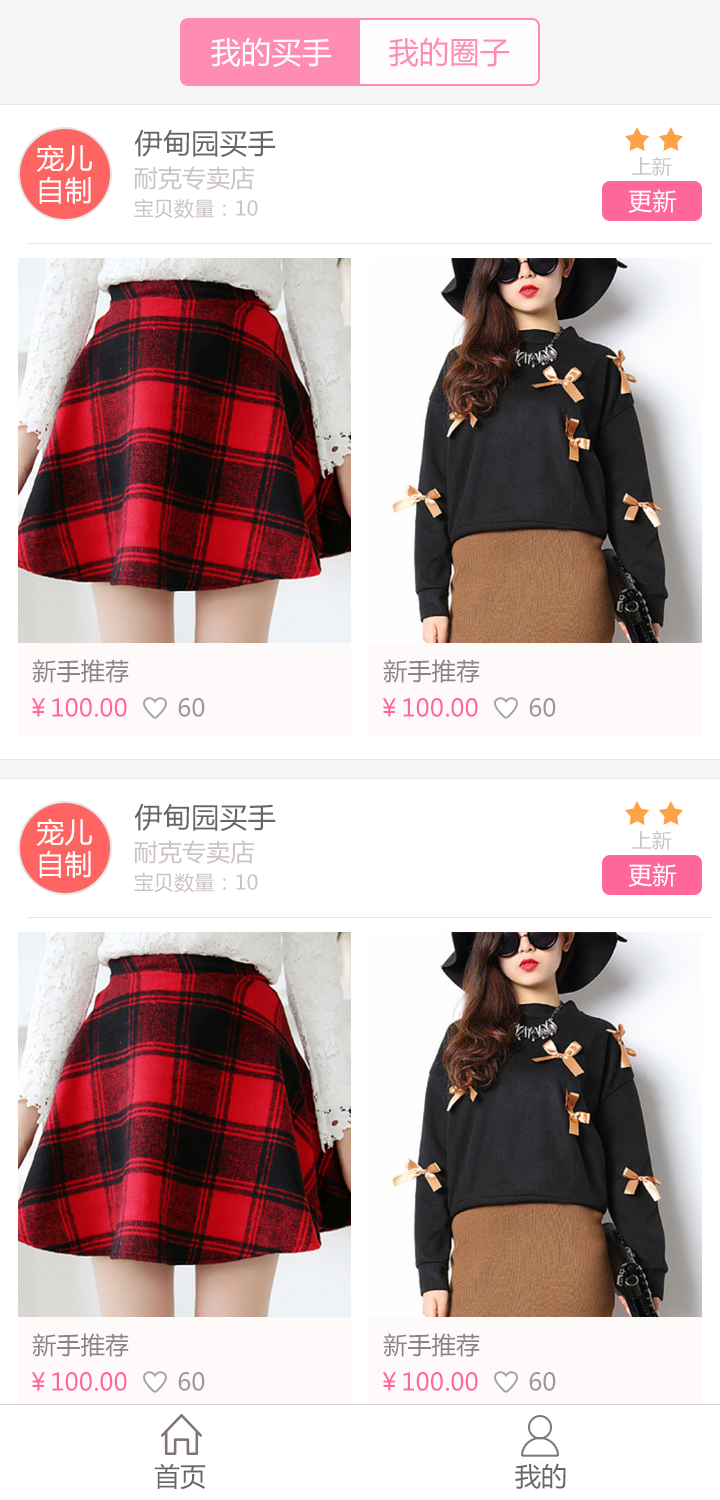 我的买手 我的圈子
宠儿
自制
伊甸园买手
耐克专卖店
宝贝数量：10
上新
更新
新手推荐
¥ 100.00 60
新手推荐
¥ 100.00 60
宠儿
自制
伊甸园买手
耐克专卖店
宝贝数量：10
上新
更新
新手推荐
¥ 100.00 60
新手推荐
¥ 100.00 60
首页 我的